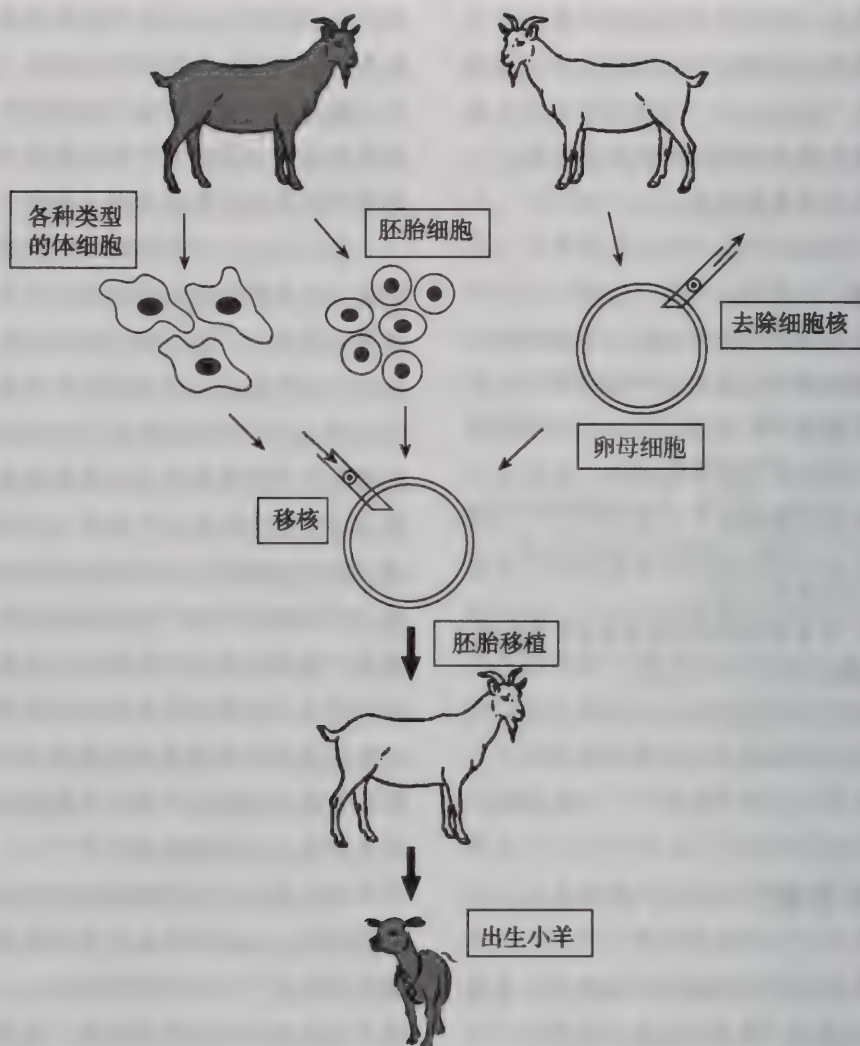 各种类型
的体细胞
胚胎细胞
去除细胞核
卵母细胞
移核
胚胎移植
出生小羊